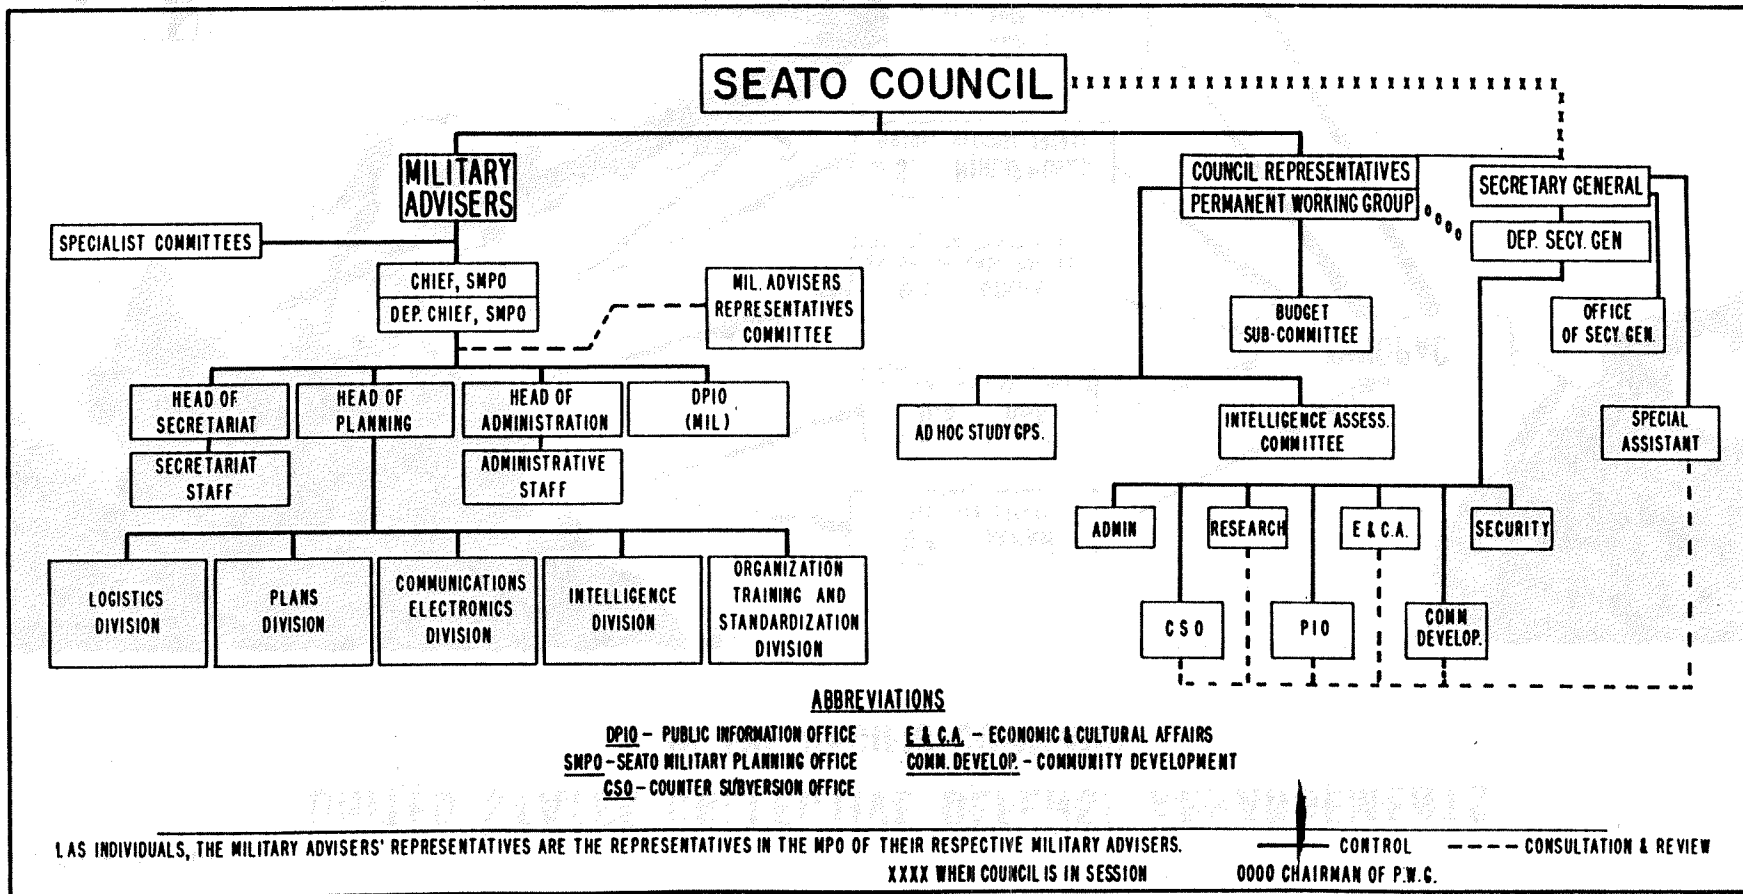 SEATO COUNCIL
MILITARY
ADVISERS
COUNCIL REPRESENTATIVES
PERMANENT WORKING GROUP
SECRETARY GENERAL
DEP. SECY. GEN
SPECIALIST COMMITTEES
CHIEF, SMPO
DEP. CHIEF, SMPO
MIL. ADVISERS
REPRESENTATIVES
COMMITTEE
BUDGET
SUB-COMMITTEE
OFFICE
OF SECY. GEN.
HEAD OF
SECRETARIAT
HEAD OF
PLANNING
HEAD OF
ADMINISTRATION
DPIO
(MIL)
SECRETARIAT
STAFF
ADMINISTRATIVE
STAFF
AD HOC STUDY GPS.
INTELLIGENCE ASSESS.
COMMITTEE
SPECIAL
ASSISTANT
ADMIN
RESEARCH
E & C.A.
SECURITY
CSO
PIO
COMM
DEVELOP.
LOGISTICS
DIVISION
PLANS
DIVISION
COMMUNICATIONS
ELECTRONICS
DIVISION
INTELLIGENCE
DIVISION
ORGANIZATION
TRAINING AND
STANDARDIZATION
DIVISION
ABBREVIATIONS
DPIO – PUBLIC INFORMATION OFFICE
SMPO – SEATO MILITARY PLANNING OFFICE
CSO – COUNTER SUBVERSION OFFICE
E & C.A. – ECONOMIC & CULTURAL AFFAIRS
COMM. DEVELOP. – COMMUNITY DEVELOPMENT
1. AS INDIVIDUALS, THE MILITARY ADVISERS' REPRESENTATIVES ARE THE REPRESENTATIVES IN THE MPO OF THEIR RESPECTIVE MILITARY ADVISERS.
CONTROL
CONSULTATION & REVIEW
XXXX WHEN COUNCIL IS IN SESSION
0000 CHAIRMAN OF P.W.G.